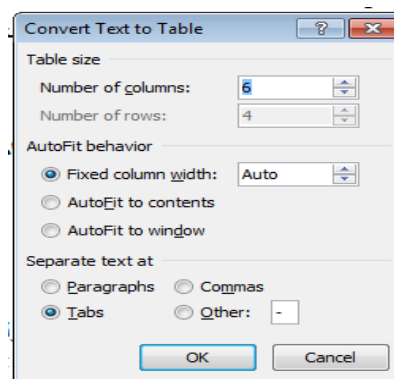 Convert Text to Table
Table size
Number of columns: 6
Number of rows: 4
AutoFit behavior
Fixed column width: Auto
AutoFit to contents
AutoFit to window
Separate text at
Paragraphs Commas
Tabs Other: -
OK Cancel